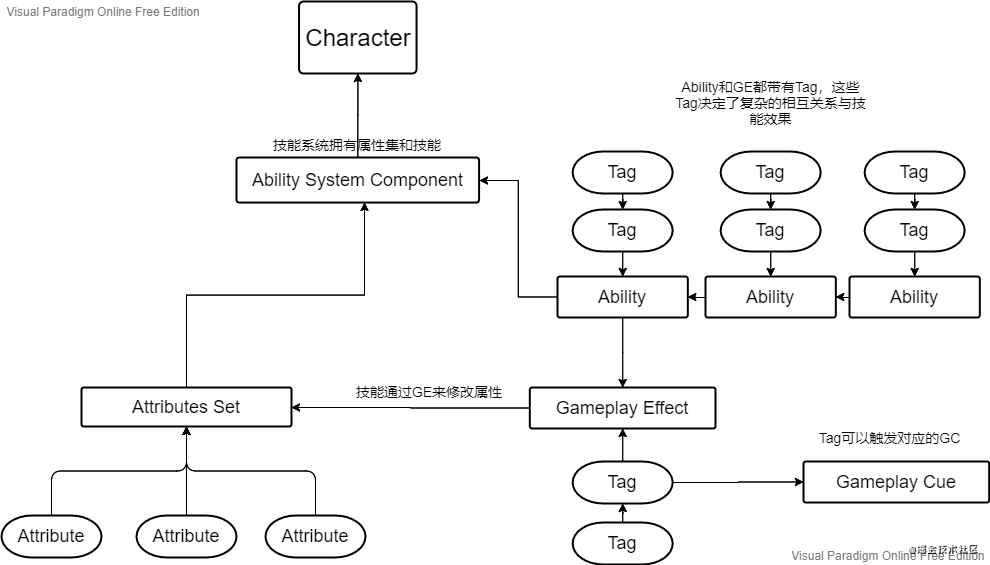 Visual Paradigm Online Free Edition
Character
Ability和GE都带有Tag，这些
Tag决定了复杂的相互关系与技
能效果
技能系统拥有属性集和技能
Ability System Component
Tag
Tag
Tag
Tag
Tag
Tag
Ability
Ability
Ability
技能通过GE来修改属性
Attributes Set
Gameplay Effect
Tag可以触发对应的GC
Tag
Gameplay Cue
Attribute
Attribute
Attribute
Tag
Visual Paradigm Online Free Edition
@掘金技术社区